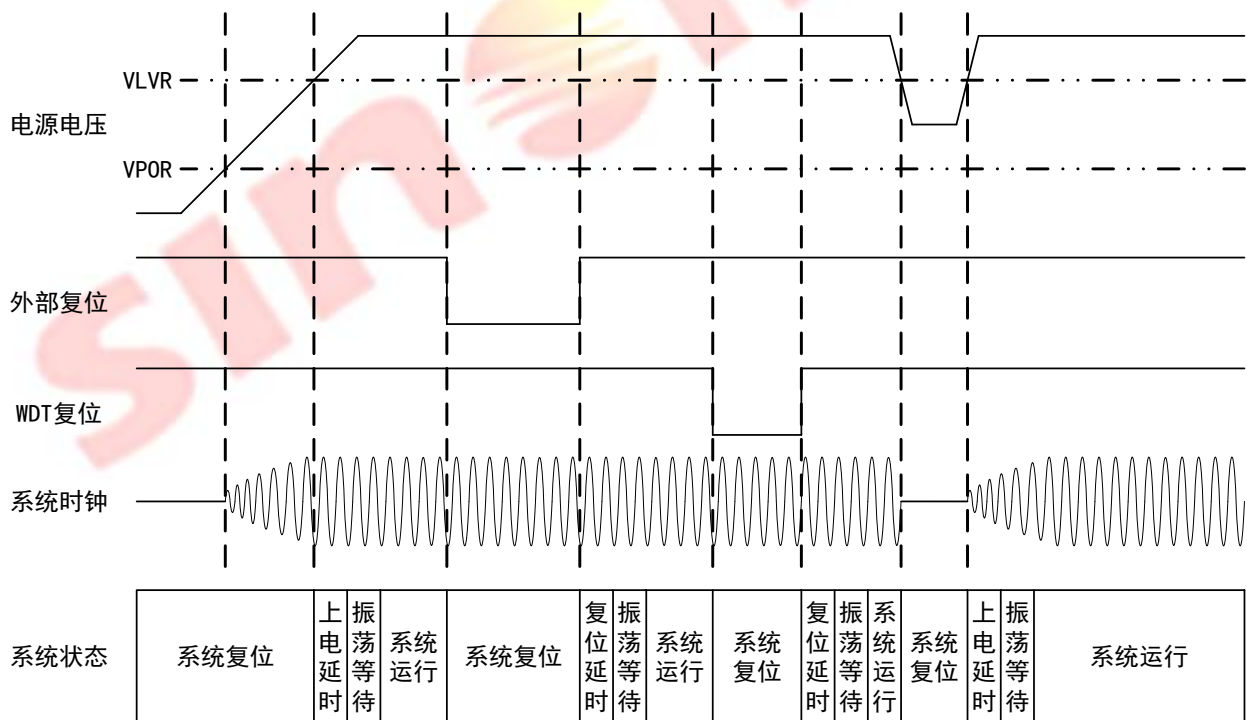 VLVR
电源电压
VPOR
外部复位
WDT复位
系统时钟
系统状态
系统复位
上电延时
振荡等待
系统运行
系统复位
复位延时
振荡等待
系统运行
系统复位
复位延时
振荡等待
系统运行
系统复位
上电延时
振荡等待
系统运行
sin